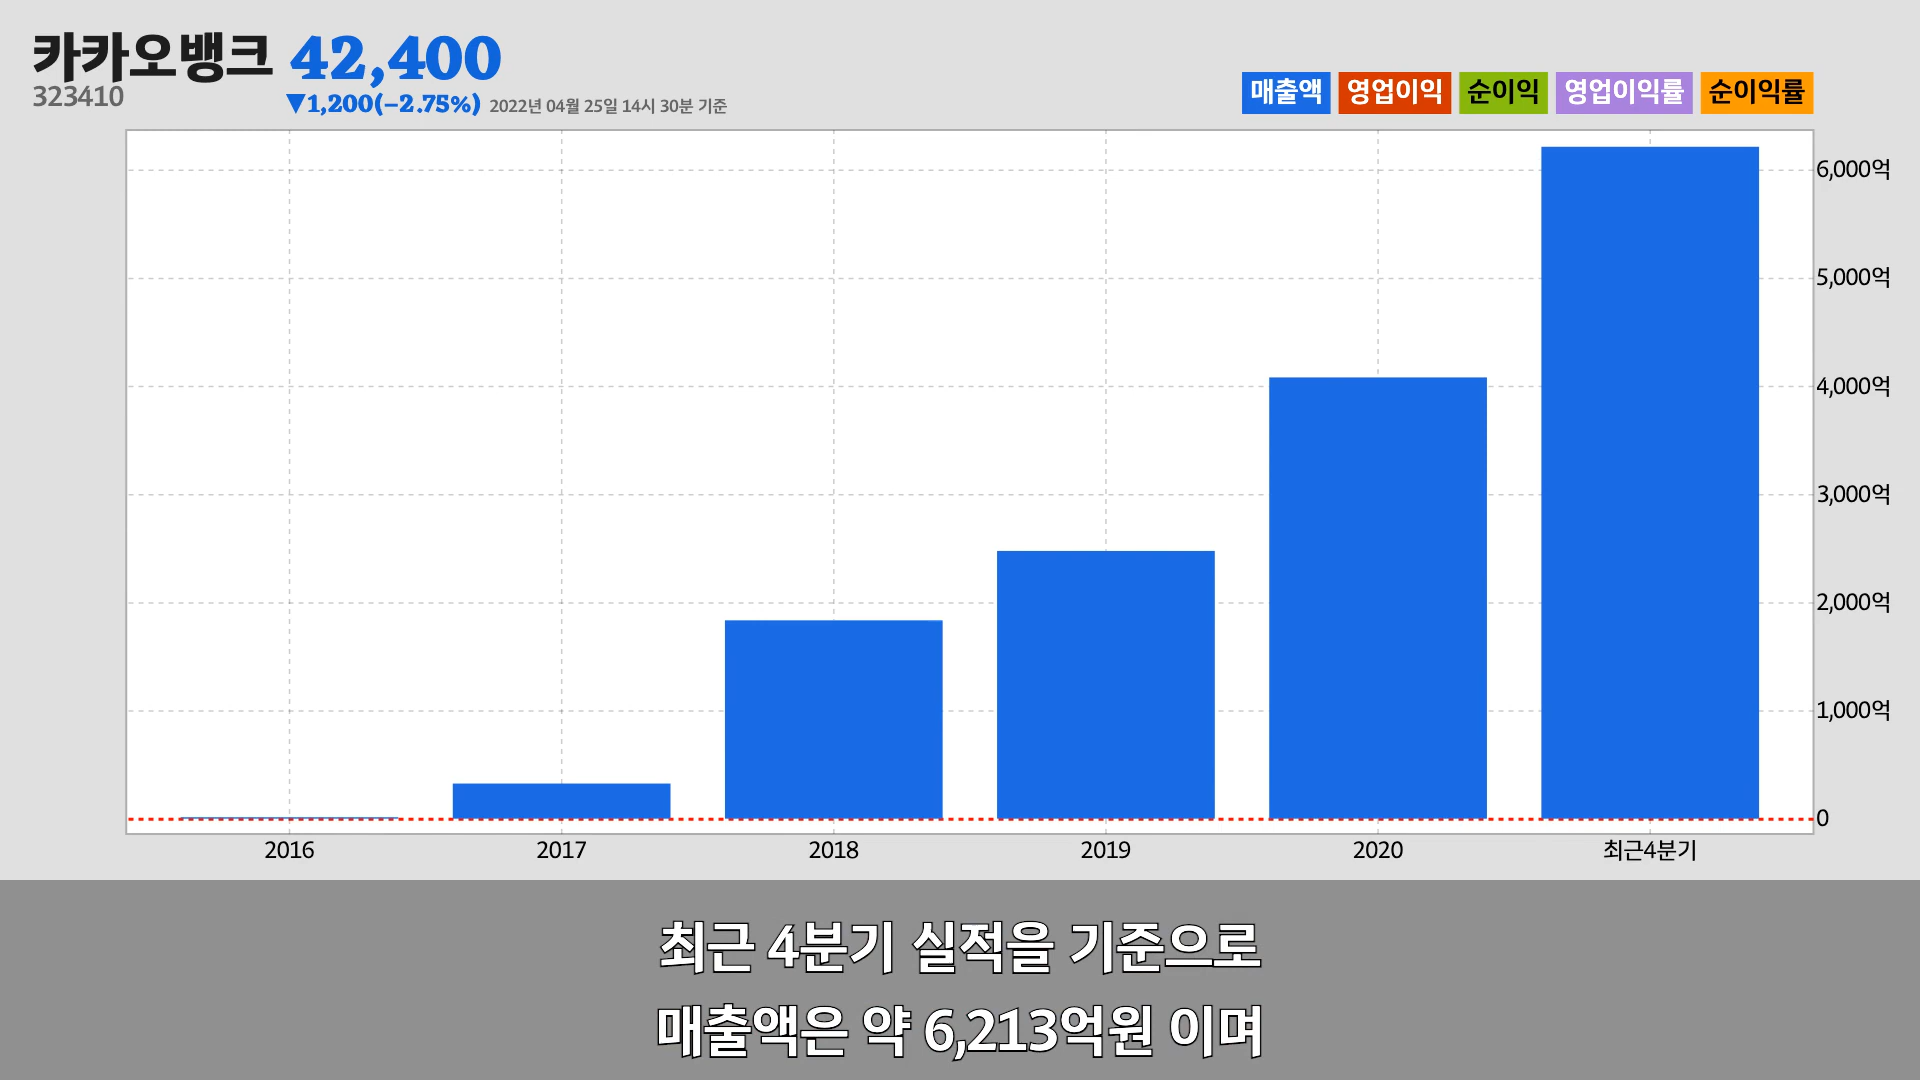 카카오뱅크 42,400
323410
▼1,200(-2.75%) 2022년 04월 25일 14시 30분 기준
매출액 영업이익 순이익 영업이익률 순이익률
6,000억
5,000억
4,000억
3,000억
2,000억
1,000억
0
2016 2017 2018 2019 2020 최근4분기
최근 4분기 실적을 기준으로
매출액은 약 6,213억원 이며